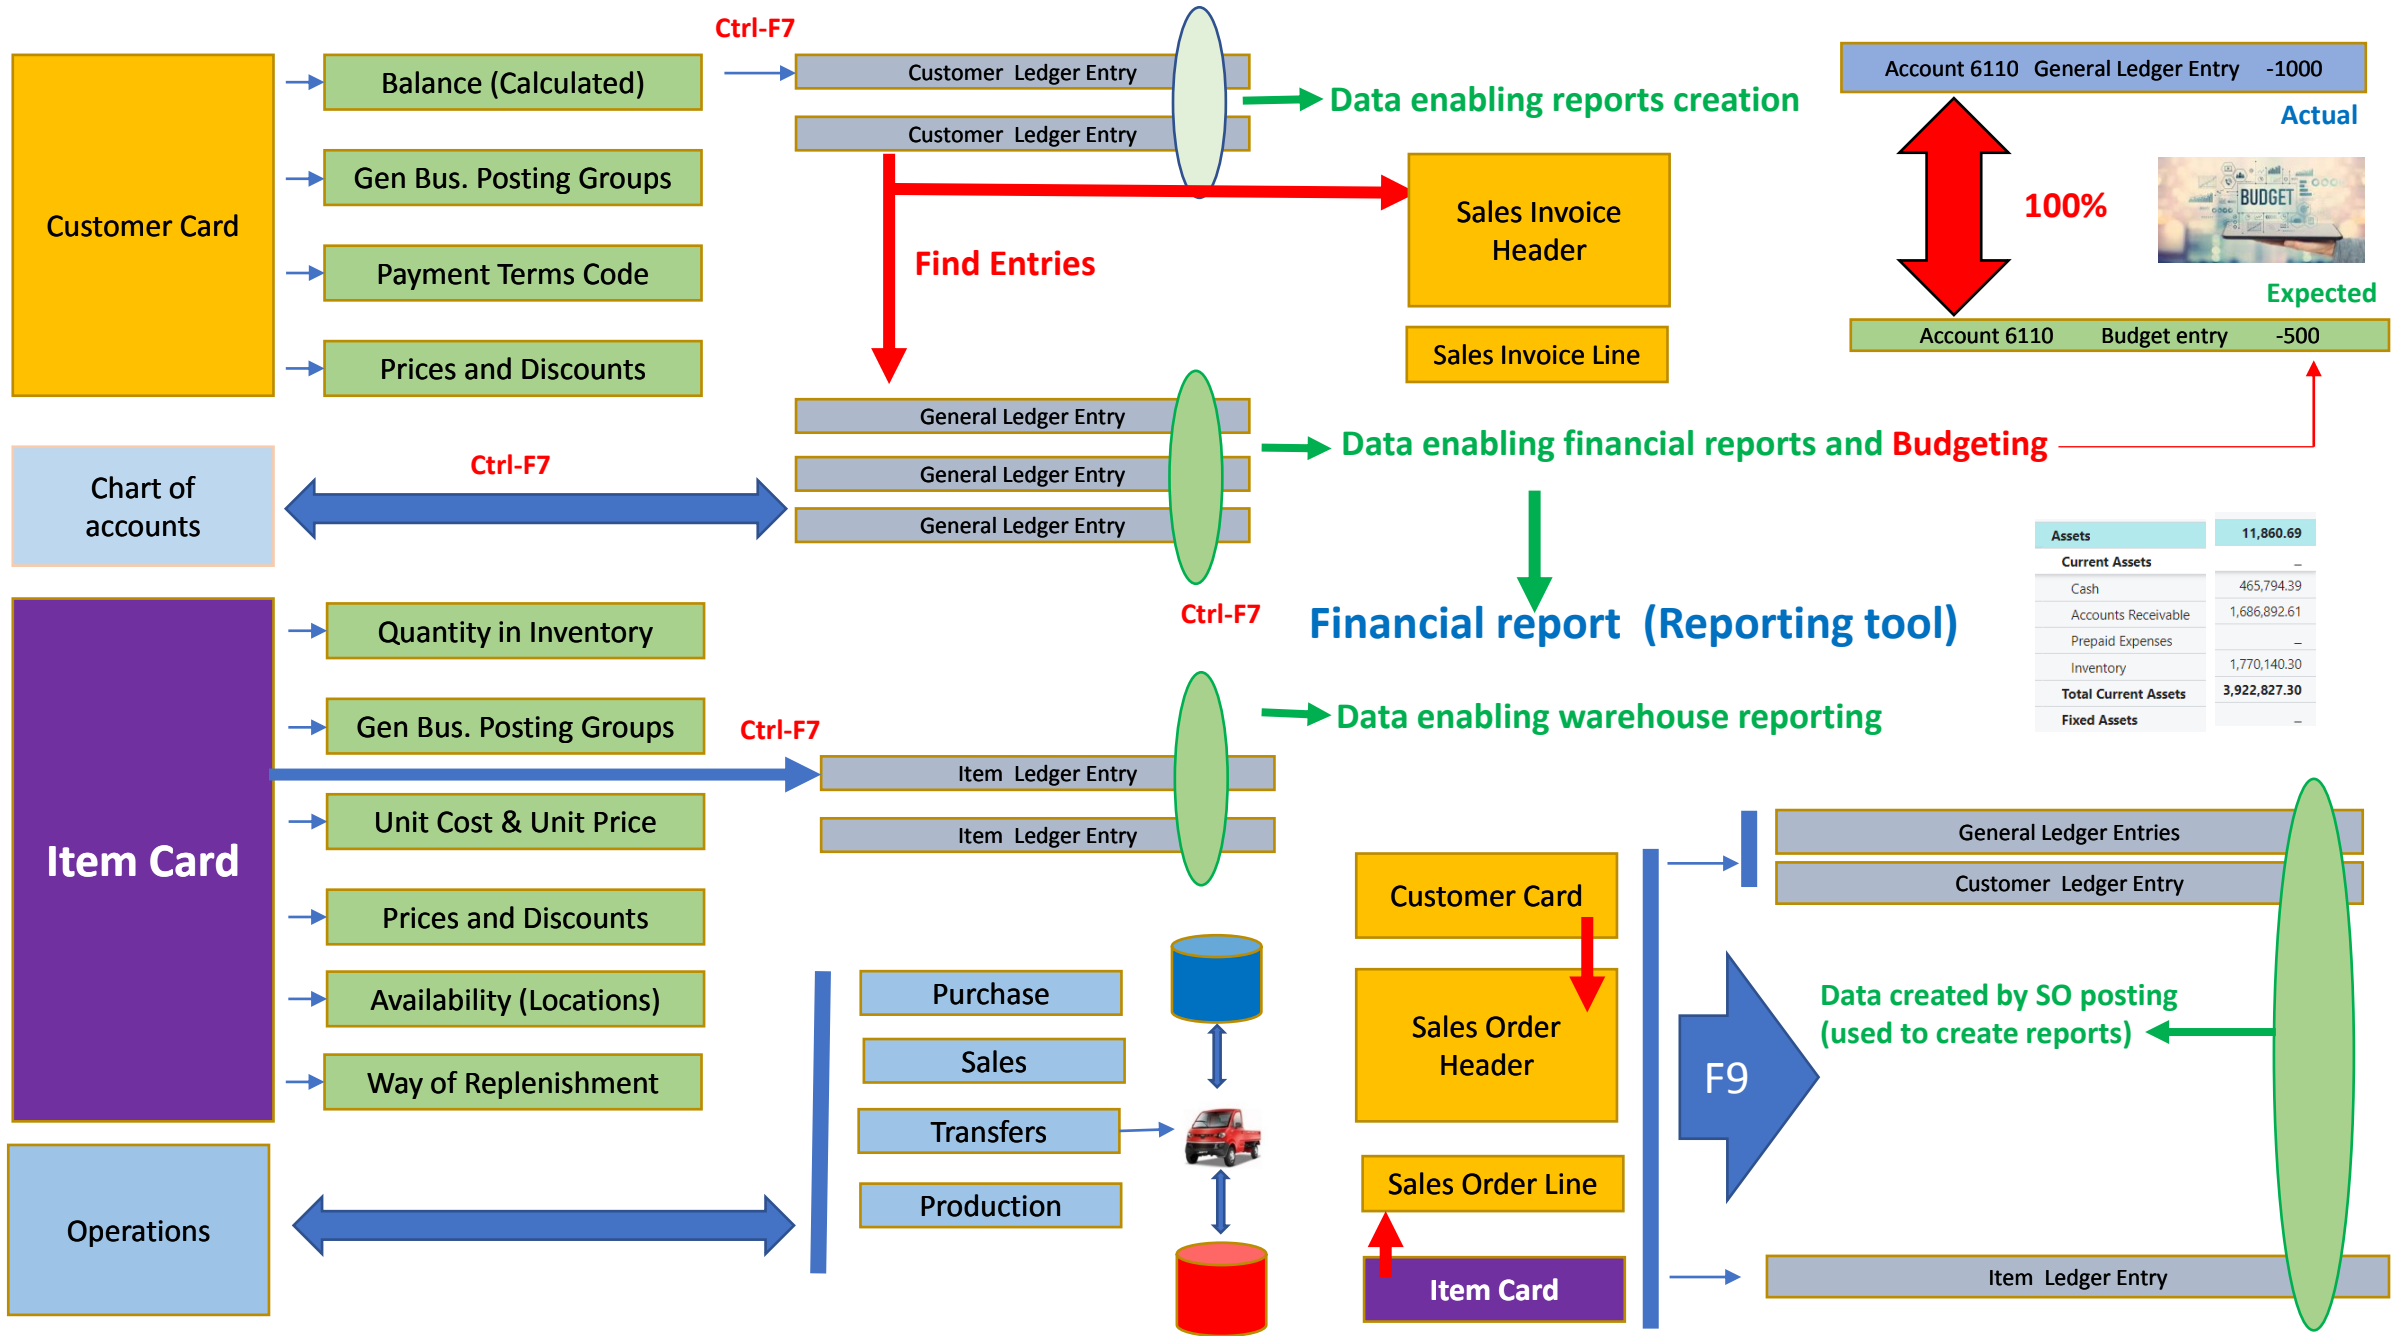 Ctrl-F7
Customer Card
Balance (Calculated)
Gen Bus. Posting Groups
Payment Terms Code
Prices and Discounts
Customer Ledger Entry
Customer Ledger Entry
Data enabling reports creation
Find Entries
Sales Invoice
Header
Sales Invoice Line
Account 6110 General Ledger Entry -1000
Actual
100%
BUDGET
Expected
Account 6110 Budget entry -500
Chart of
accounts
Ctrl-F7
General Ledger Entry
General Ledger Entry
General Ledger Entry
Data enabling financial reports and Budgeting
Ctrl-F7
Financial report (Reporting tool)
Assets 11,860.69
Current Assets –
Cash 465,794.39
Accounts Receivable 1,686,892.61
Prepaid Expenses –
Inventory 1,770,140.30
Total Current Assets 3,922,827.30
Fixed Assets –
Item Card
Quantity in Inventory
Gen Bus. Posting Groups
Unit Cost & Unit Price
Prices and Discounts
Availability (Locations)
Way of Replenishment
Ctrl-F7
Item Ledger Entry
Item Ledger Entry
Data enabling warehouse reporting
Operations
Purchase
Sales
Transfers
Production
Customer Card
Sales Order
Header
Sales Order Line
Item Card
F9
General Ledger Entries
Customer Ledger Entry
Data created by SO posting
(used to create reports)
Item Ledger Entry